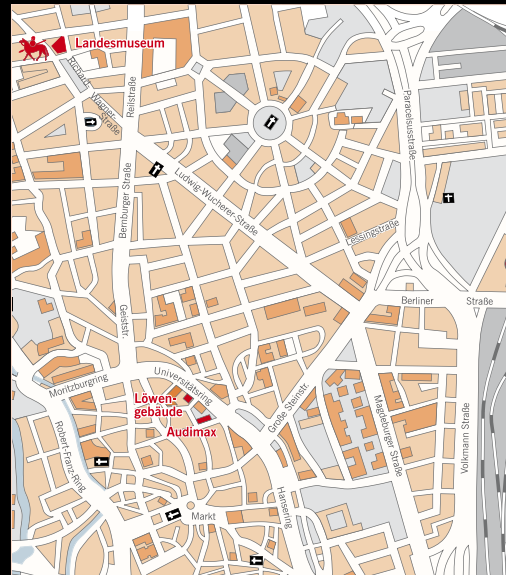 Landesmuseum
Richard-
Wagner-
Straße
Reilstraße
Paracelsusstraße
Bernburger Straße
Ludwig-Wucherer-Straße
Lessingstraße
Berliner Straße
Geiststr.
Universitätsring
Moritzburgring
Löwen-
gebäude
Audimax
Große Steinstr.
Magdeburger Straße
Volkmann Straße
Robert-Franz-Ring
Hansering
Markt